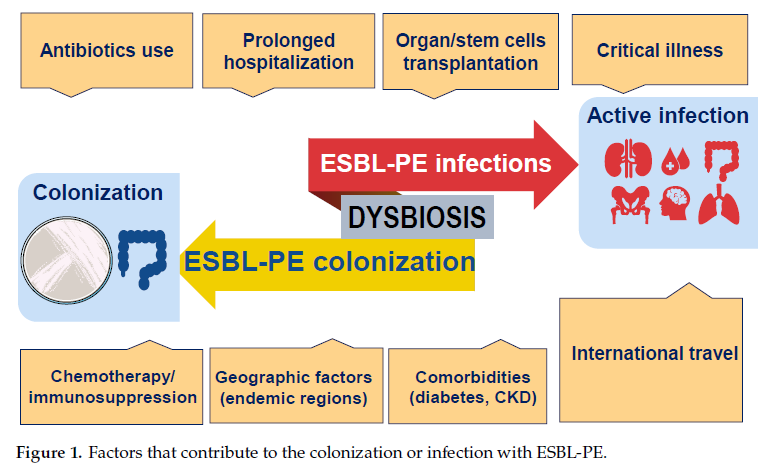 Antibiotics use
Prolonged
hospitalization
Organ/stem cells
transplantation
Critical illness
Active infection
ESBL-PE infections
Colonization
DYSBIOSIS
ESBL-PE colonization
International travel
Chemotherapy/
immunosuppression
Geographic factors
(endemic regions)
Comorbidities
(diabetes, CKD)
Figure 1. Factors that contribute to the colonization or infection with ESBL-PE.